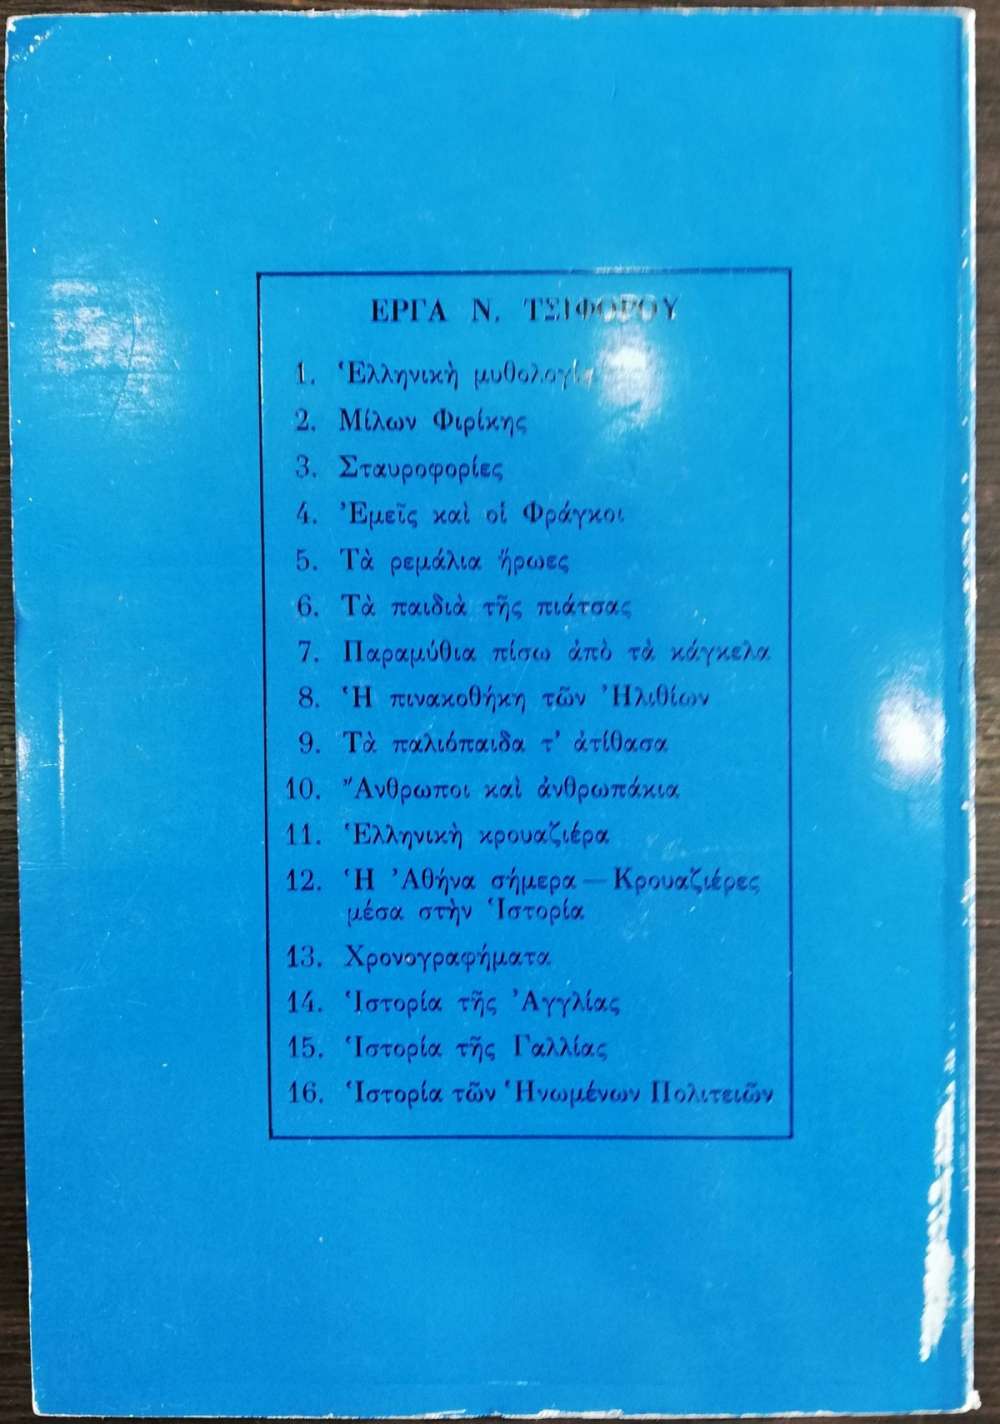 ΕΡΓΑ Ν. ΤΣΙΦΟΡΟΥ
1. Ἑλληνικὴ μυθολογία
2. Μίλων Φιρίκης
3. Σταυροφορίες
4. Ἐμεῖς καὶ οἱ Φράγκοι
5. Τὰ ρεμάλια ἥρωες
6. Τὰ παιδιὰ τῆς πιάτσας
7. Παραμύθια πίσω ἀπὸ τὰ κάγκελα
8. Ἡ πινακοθήκη τῶν Ἠλιθίων
9. Τὰ παλιόπαιδα τ' ἀτίθασα
10. Ἄνθρωποι καὶ ἀνθρωπάκια
11. Ἑλληνικὴ κρουαζιέρα
12. Ἡ Ἀθήνα σήμερα — Κρουαζιέρες
μέσα στὴν Ἱστορία
13. Χρονογραφήματα
14. Ἱστορία τῆς Ἀγγλίας
15. Ἱστορία τῆς Γαλλίας
16. Ἱστορία τῶν Ἡνωμένων Πολιτειῶν